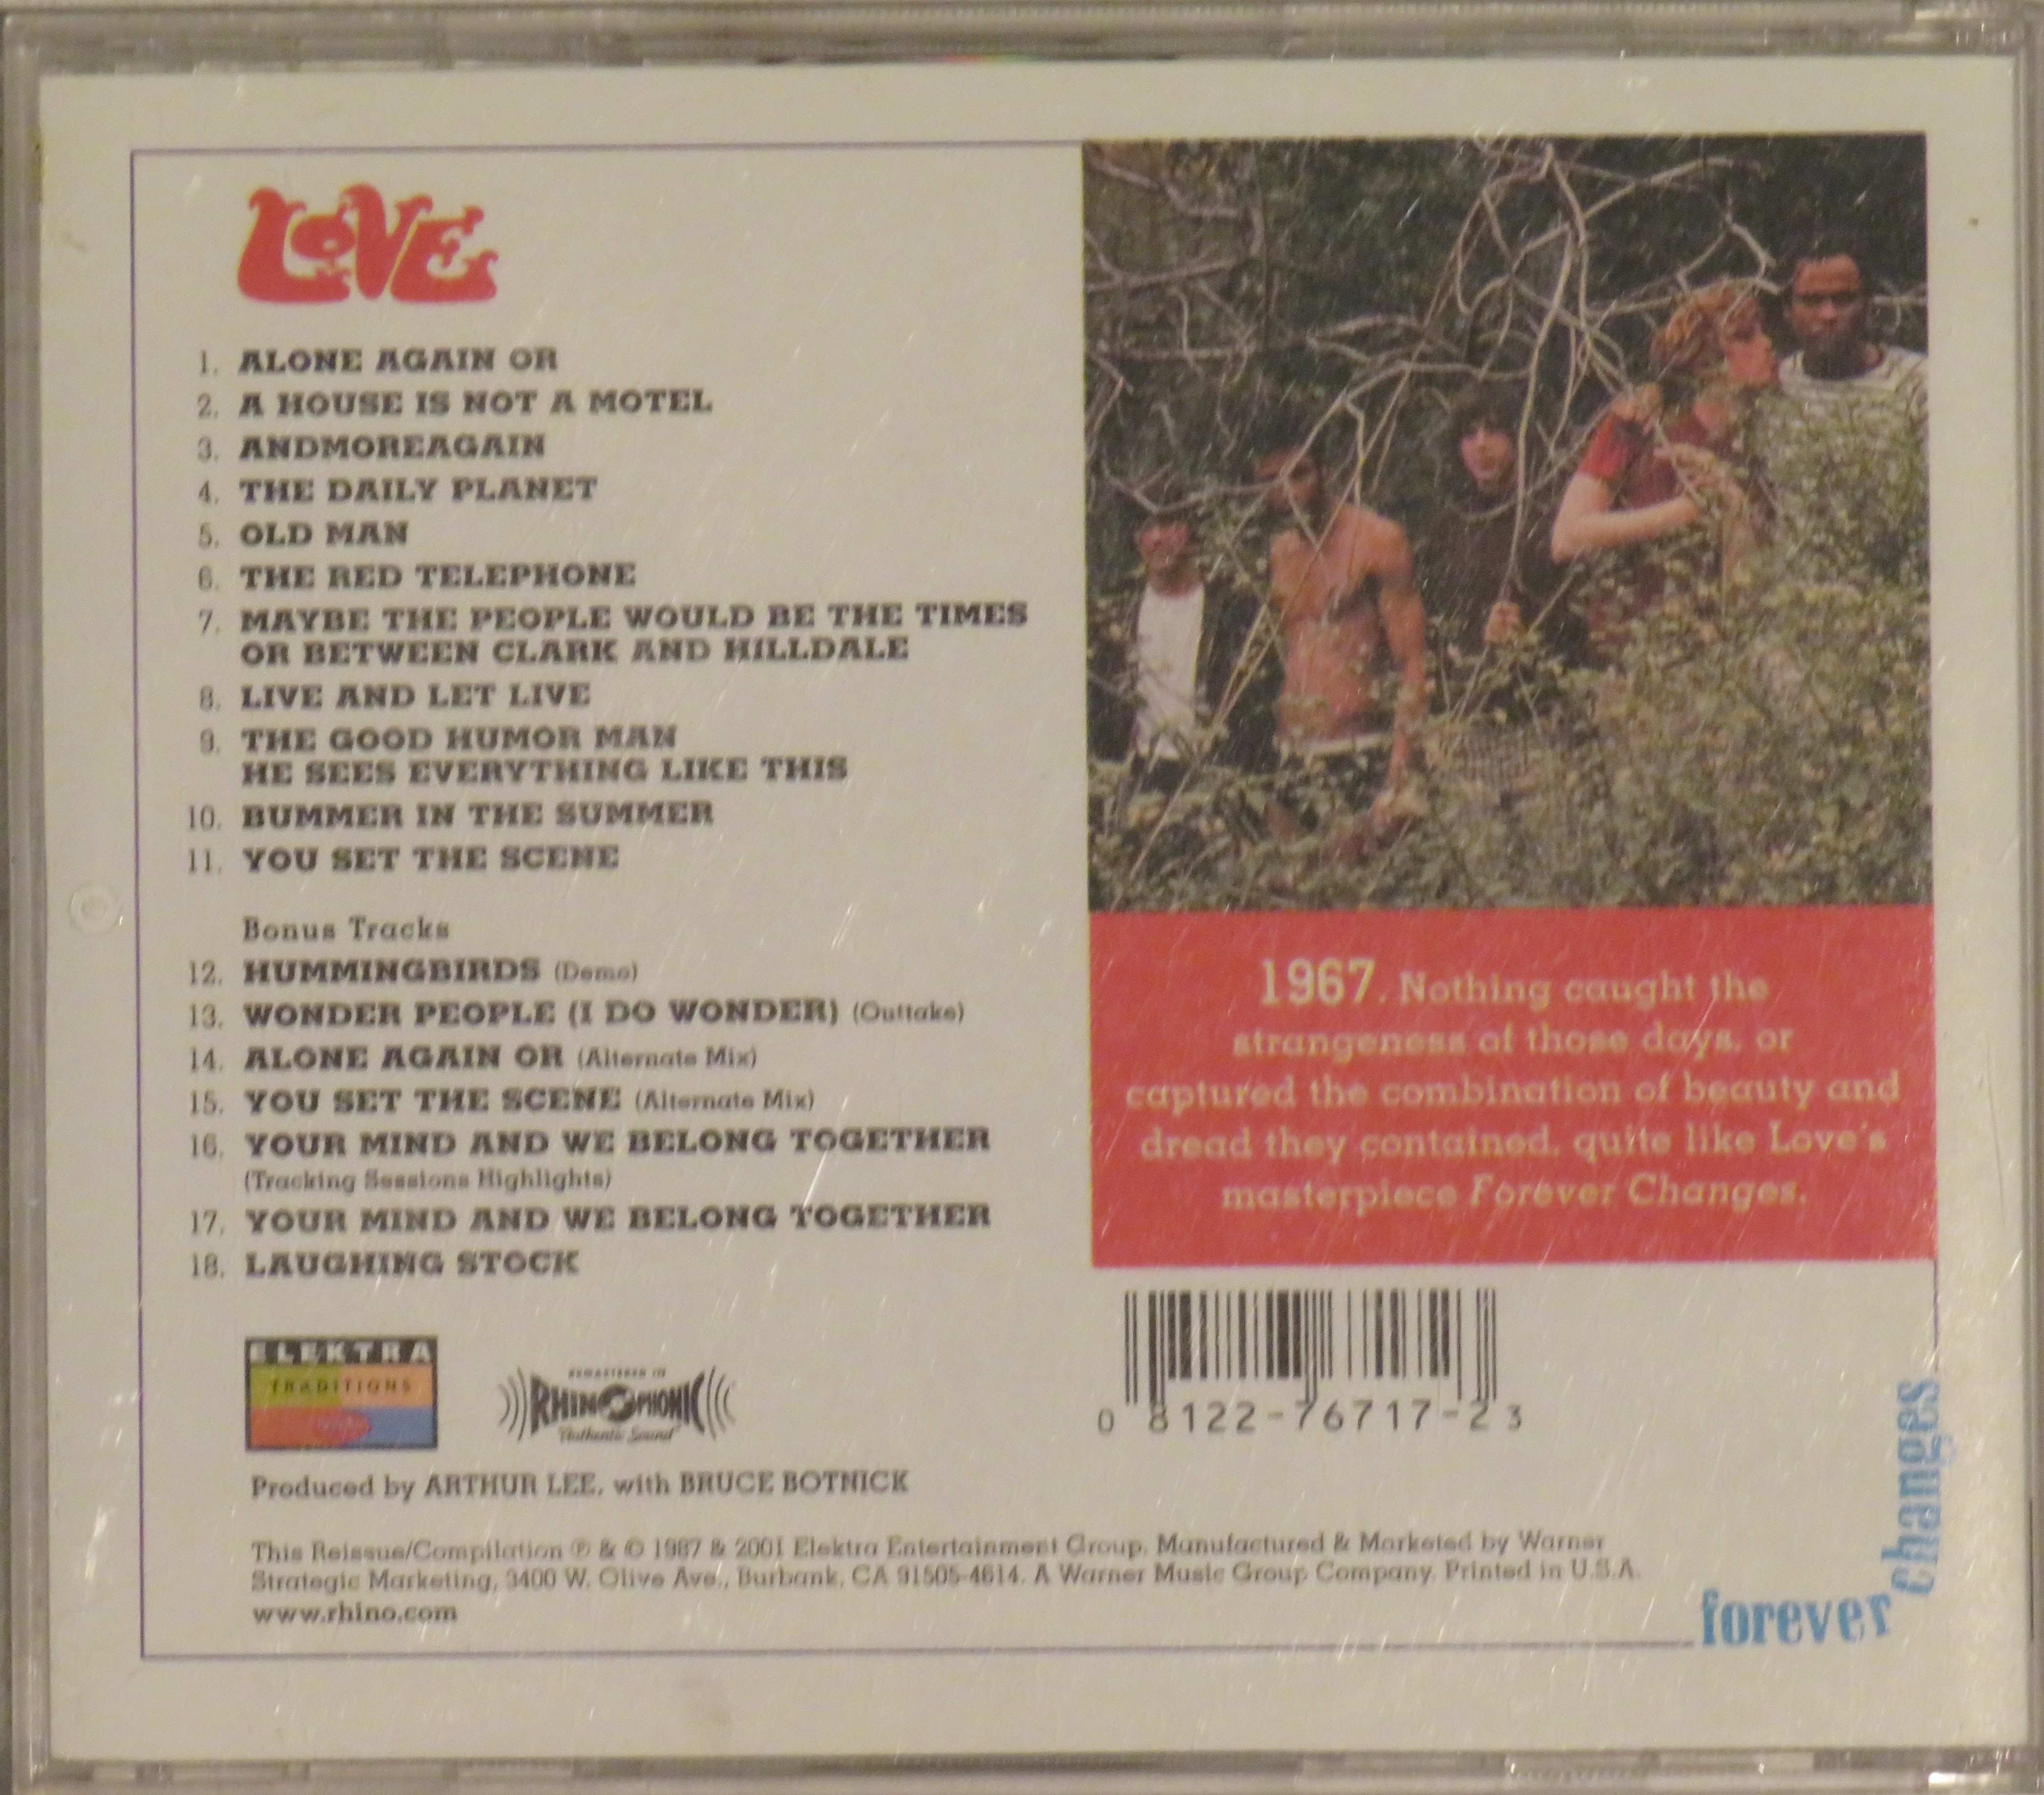 LOVE
1. ALONE AGAIN OR
2. A HOUSE IS NOT A MOTEL
3. ANDMOREAGAIN
4. THE DAILY PLANET
5. OLD MAN
6. THE RED TELEPHONE
7. MAYBE THE PEOPLE WOULD BE THE TIMES
OR BETWEEN CLARK AND HILLDALE
8. LIVE AND LET LIVE
9. THE GOOD HUMOR MAN
HE SEES EVERYTHING LIKE THIS
10. BUMMER IN THE SUMMER
11. YOU SET THE SCENE
Bonus Tracks
12. HUMMINGBIRDS (Demo)
13. WONDER PEOPLE (I DO WONDER) (Outtake)
14. ALONE AGAIN OR (Alternate Mix)
15. YOU SET THE SCENE (Alternate Mix)
16. YOUR MIND AND WE BELONG TOGETHER
(Tracking Sessions Highlights)
17. YOUR MIND AND WE BELONG TOGETHER
18. LAUGHING STOCK
1967. Nothing caught the
strangeness of those days, or
captured the combination of beauty and
dread they contained, quite like Love's
masterpiece Forever Changes.
0 8122-76717-2 3
ELEKTRA
TRADITIONS
REMASTERED IN
RHINOPHONIC
Authentic Sound
Produced by ARTHUR LEE, with BRUCE BOTNICK
This Reissue/Compilation ℗ & © 1987 & 2001 Elektra Entertainment Group. Manufactured & Marketed by Warner
Strategic Marketing, 3400 W. Olive Ave., Burbank, CA 91505-4614. A Warner Music Group Company. Printed in U.S.A.
www.rhino.com
forever changes